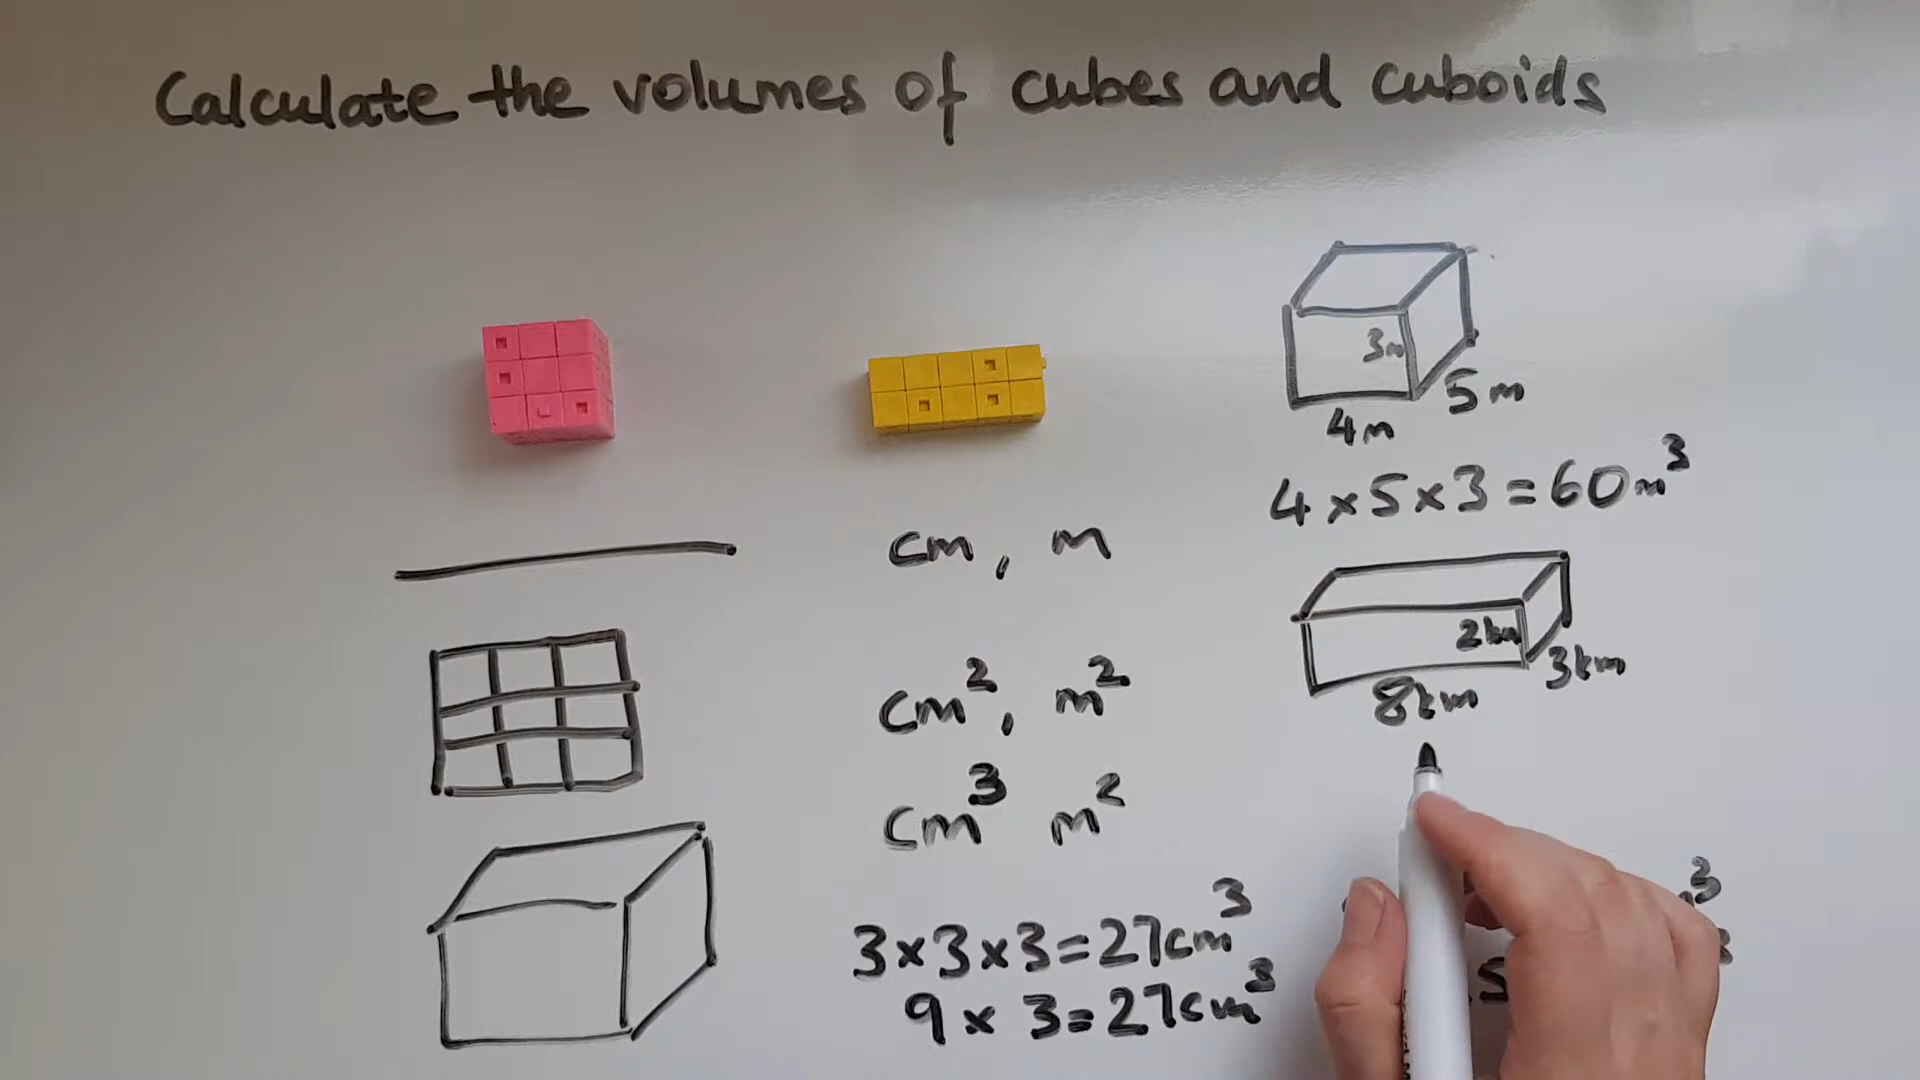 Calculate the volumes of cubes and cuboids
3m
5m
4m
4 x 5 x 3 = 60m³
cm, m
2km
3km
8km
cm², m²
cm³ m²
3 x 3 x 3 = 27cm³
9 x 3 = 27cm³